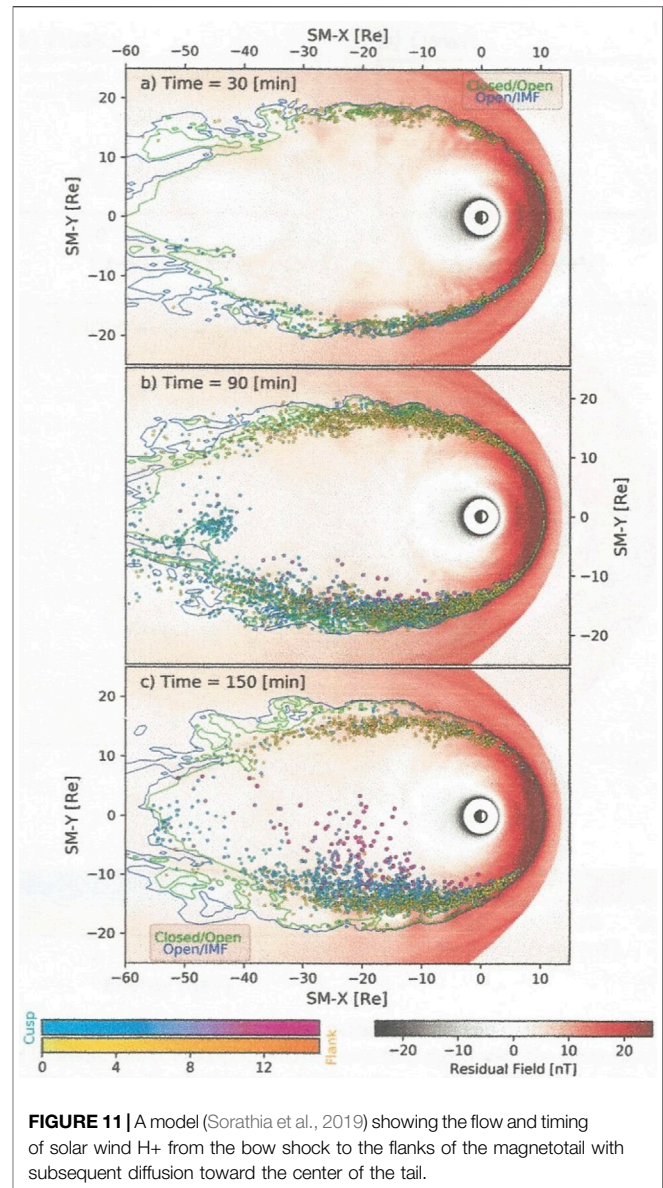 SM-X [Re]
−60 −50 −40 −30 −20 −10 0 10
a) Time = 30 [min]
Closed/Open
Open/IMF
20
10
0
−10
−20
SM-Y [Re]
b) Time = 90 [min]
20
10
0
−10
−20
SM-Y [Re]
c) Time = 150 [min]
20
10
0
−10
−20
SM-Y [Re]
Closed/Open
Open/IMF
−60 −50 −40 −30 −20 −10 0 10
SM-X [Re]
Cusp
Flank
0 4 8 12
−20 −10 0 10 20
Residual Field [nT]
FIGURE 11 | A model (Sorathia et al., 2019) showing the flow and timing
of solar wind H+ from the bow shock to the flanks of the magnetotail with
subsequent diffusion toward the center of the tail.